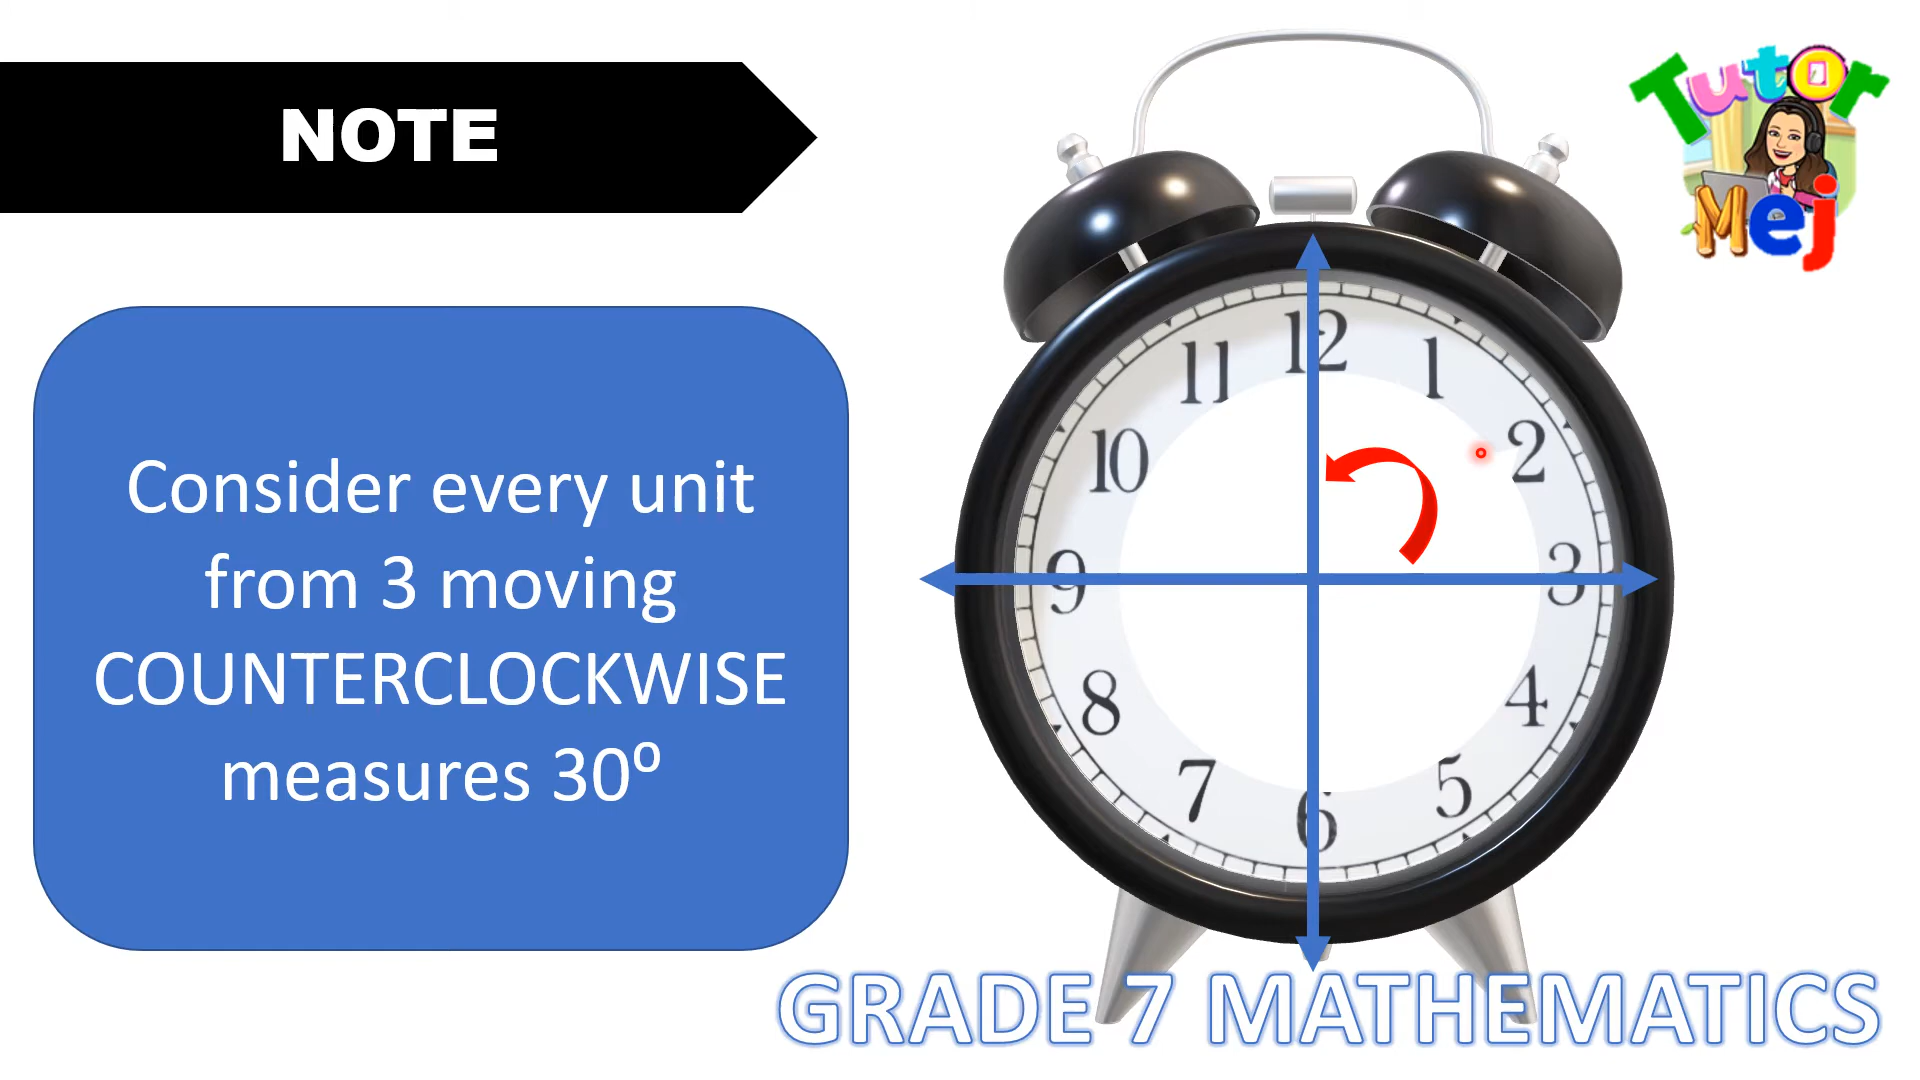 NOTE
Tutor
Mej
Consider every unit
from 3 moving
COUNTERCLOCKWISE
measures 30º
12
11
1
10
2
9
3
8
4
7
5
6
GRADE 7 MATHEMATICS